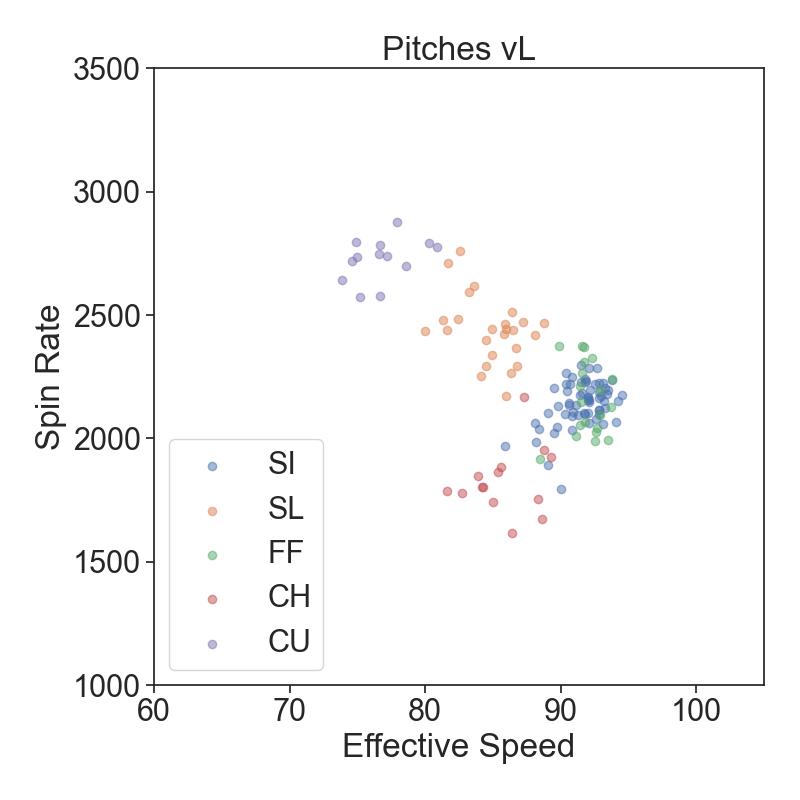 Pitches vL
3500
3000
2500
2000
1500
1000
Spin Rate
SI
SL
FF
CH
CU
60 70 80 90 100
Effective Speed